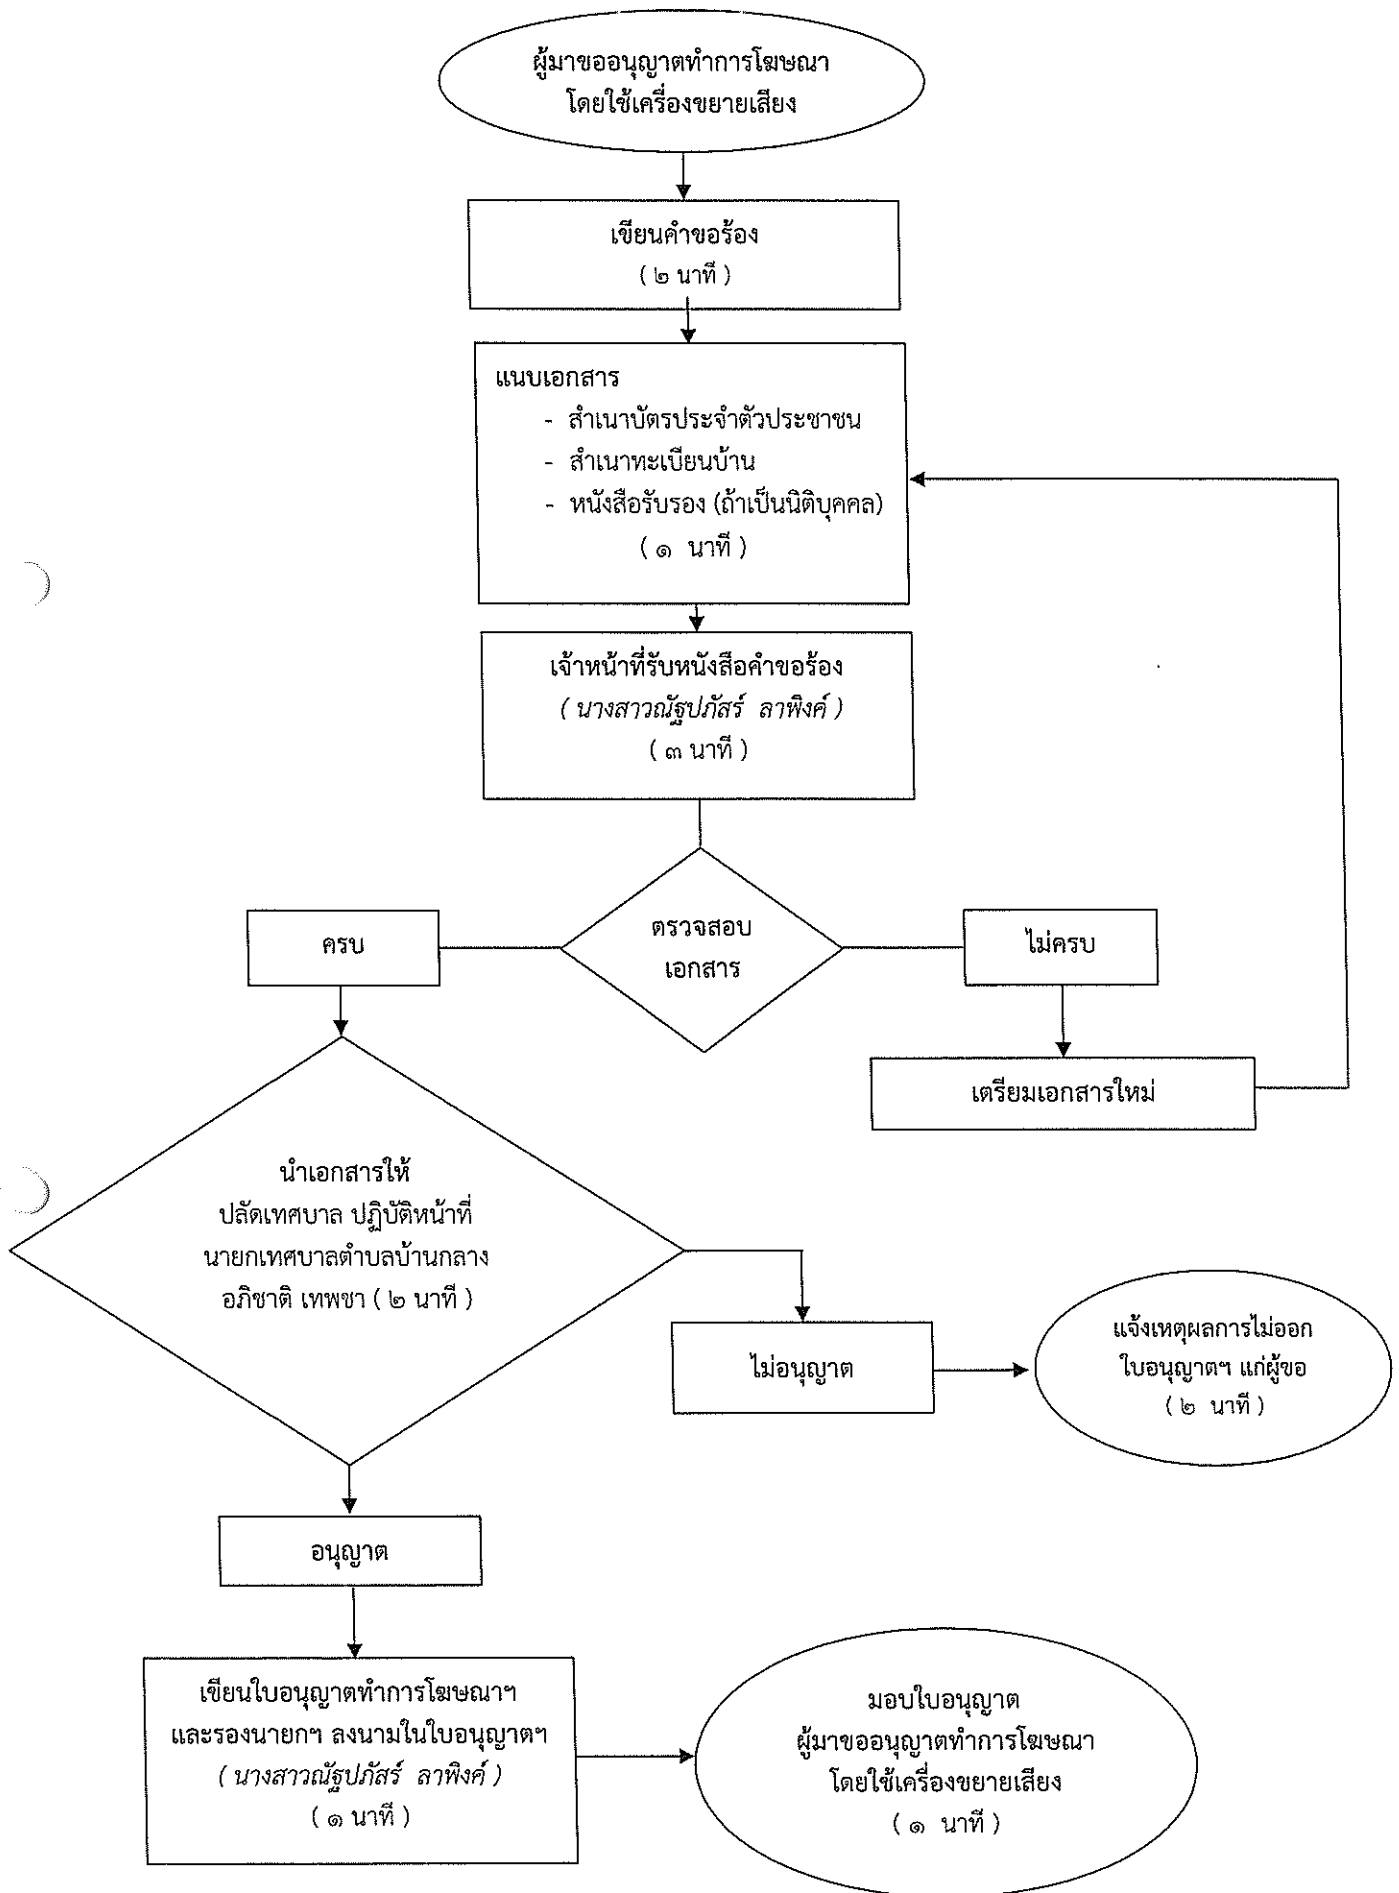 ผู้มาขออนุญาตทำการโฆษณา
โดยใช้เครื่องขยายเสียง
เขียนคำขอร้อง
( ๒ นาที )
แนบเอกสาร
- สำเนาบัตรประจำตัวประชาชน
- สำเนาทะเบียนบ้าน
- หนังสือรับรอง (ถ้าเป็นนิติบุคคล)
( ๑ นาที )
เจ้าหน้าที่รับหนังสือคำขอร้อง
( นางสาวณัฐปภัสร์ ลาพิงค์ )
( ๓ นาที )
ตรวจสอบ
เอกสาร
ครบ
ไม่ครบ
เตรียมเอกสารใหม่
นำเอกสารให้
ปลัดเทศบาล ปฏิบัติหน้าที่
นายกเทศบาลตำบลบ้านกลาง
อภิชาติ เทพชา ( ๒ นาที )
ไม่อนุญาต
แจ้งเหตุผลการไม่ออก
ใบอนุญาตฯ แก่ผู้ขอ
( ๒ นาที )
อนุญาต
เขียนใบอนุญาตทำการโฆษณาฯ
และรองนายกฯ ลงนามในใบอนุญาตฯ
( นางสาวณัฐปภัสร์ ลาพิงค์ )
( ๑ นาที )
มอบใบอนุญาต
ผู้มาขออนุญาตทำการโฆษณา
โดยใช้เครื่องขยายเสียง
( ๑ นาที )